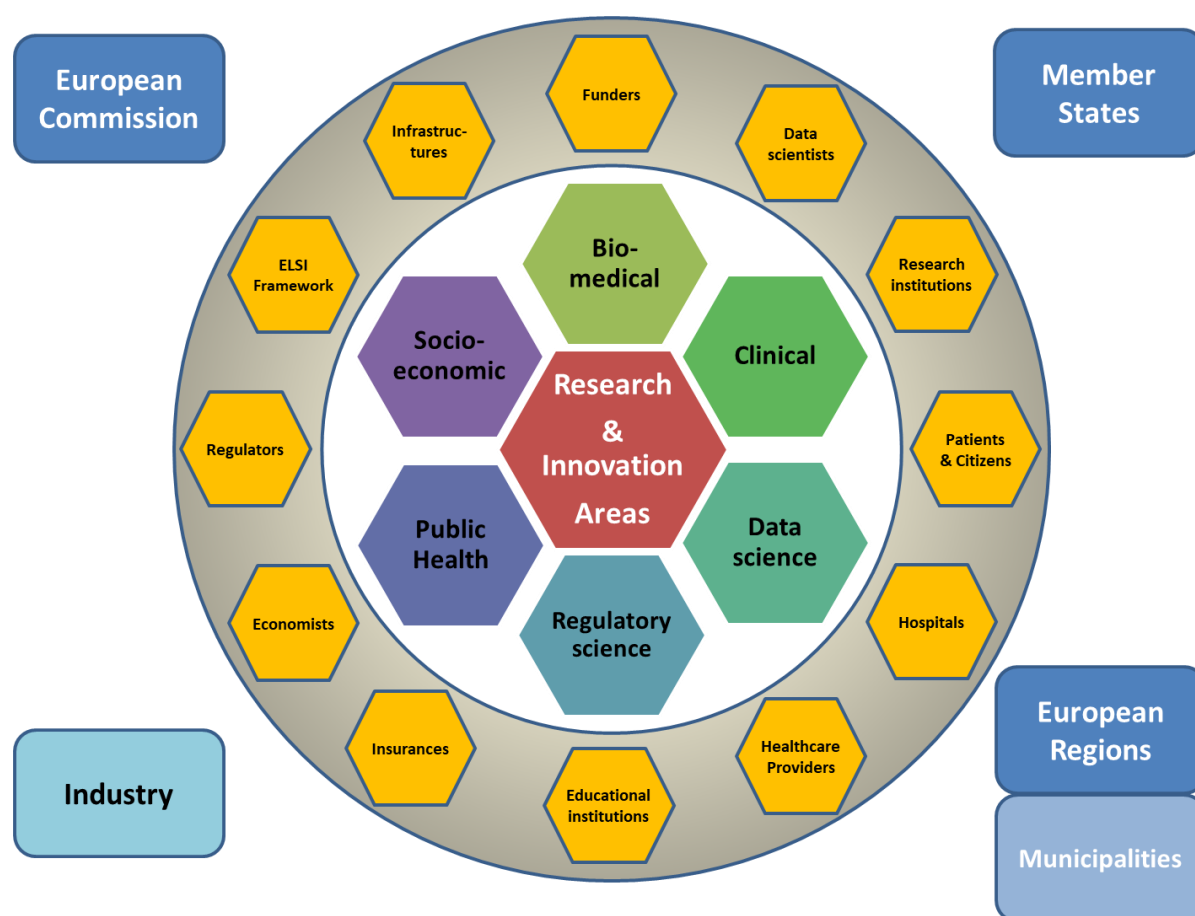 European
Commission
Member
States
Funders
Infrastruc-
tures
Data
scientists
ELSI
Framework
Research
institutions
Bio-
medical
Socio-
economic
Clinical
Research
&
Innovation
Areas
Regulators
Patients
& Citizens
Public
Health
Data
science
Regulatory
science
Economists
Hospitals
Insurances
Healthcare
Providers
Educational
institutions
Industry
European
Regions
Municipalities